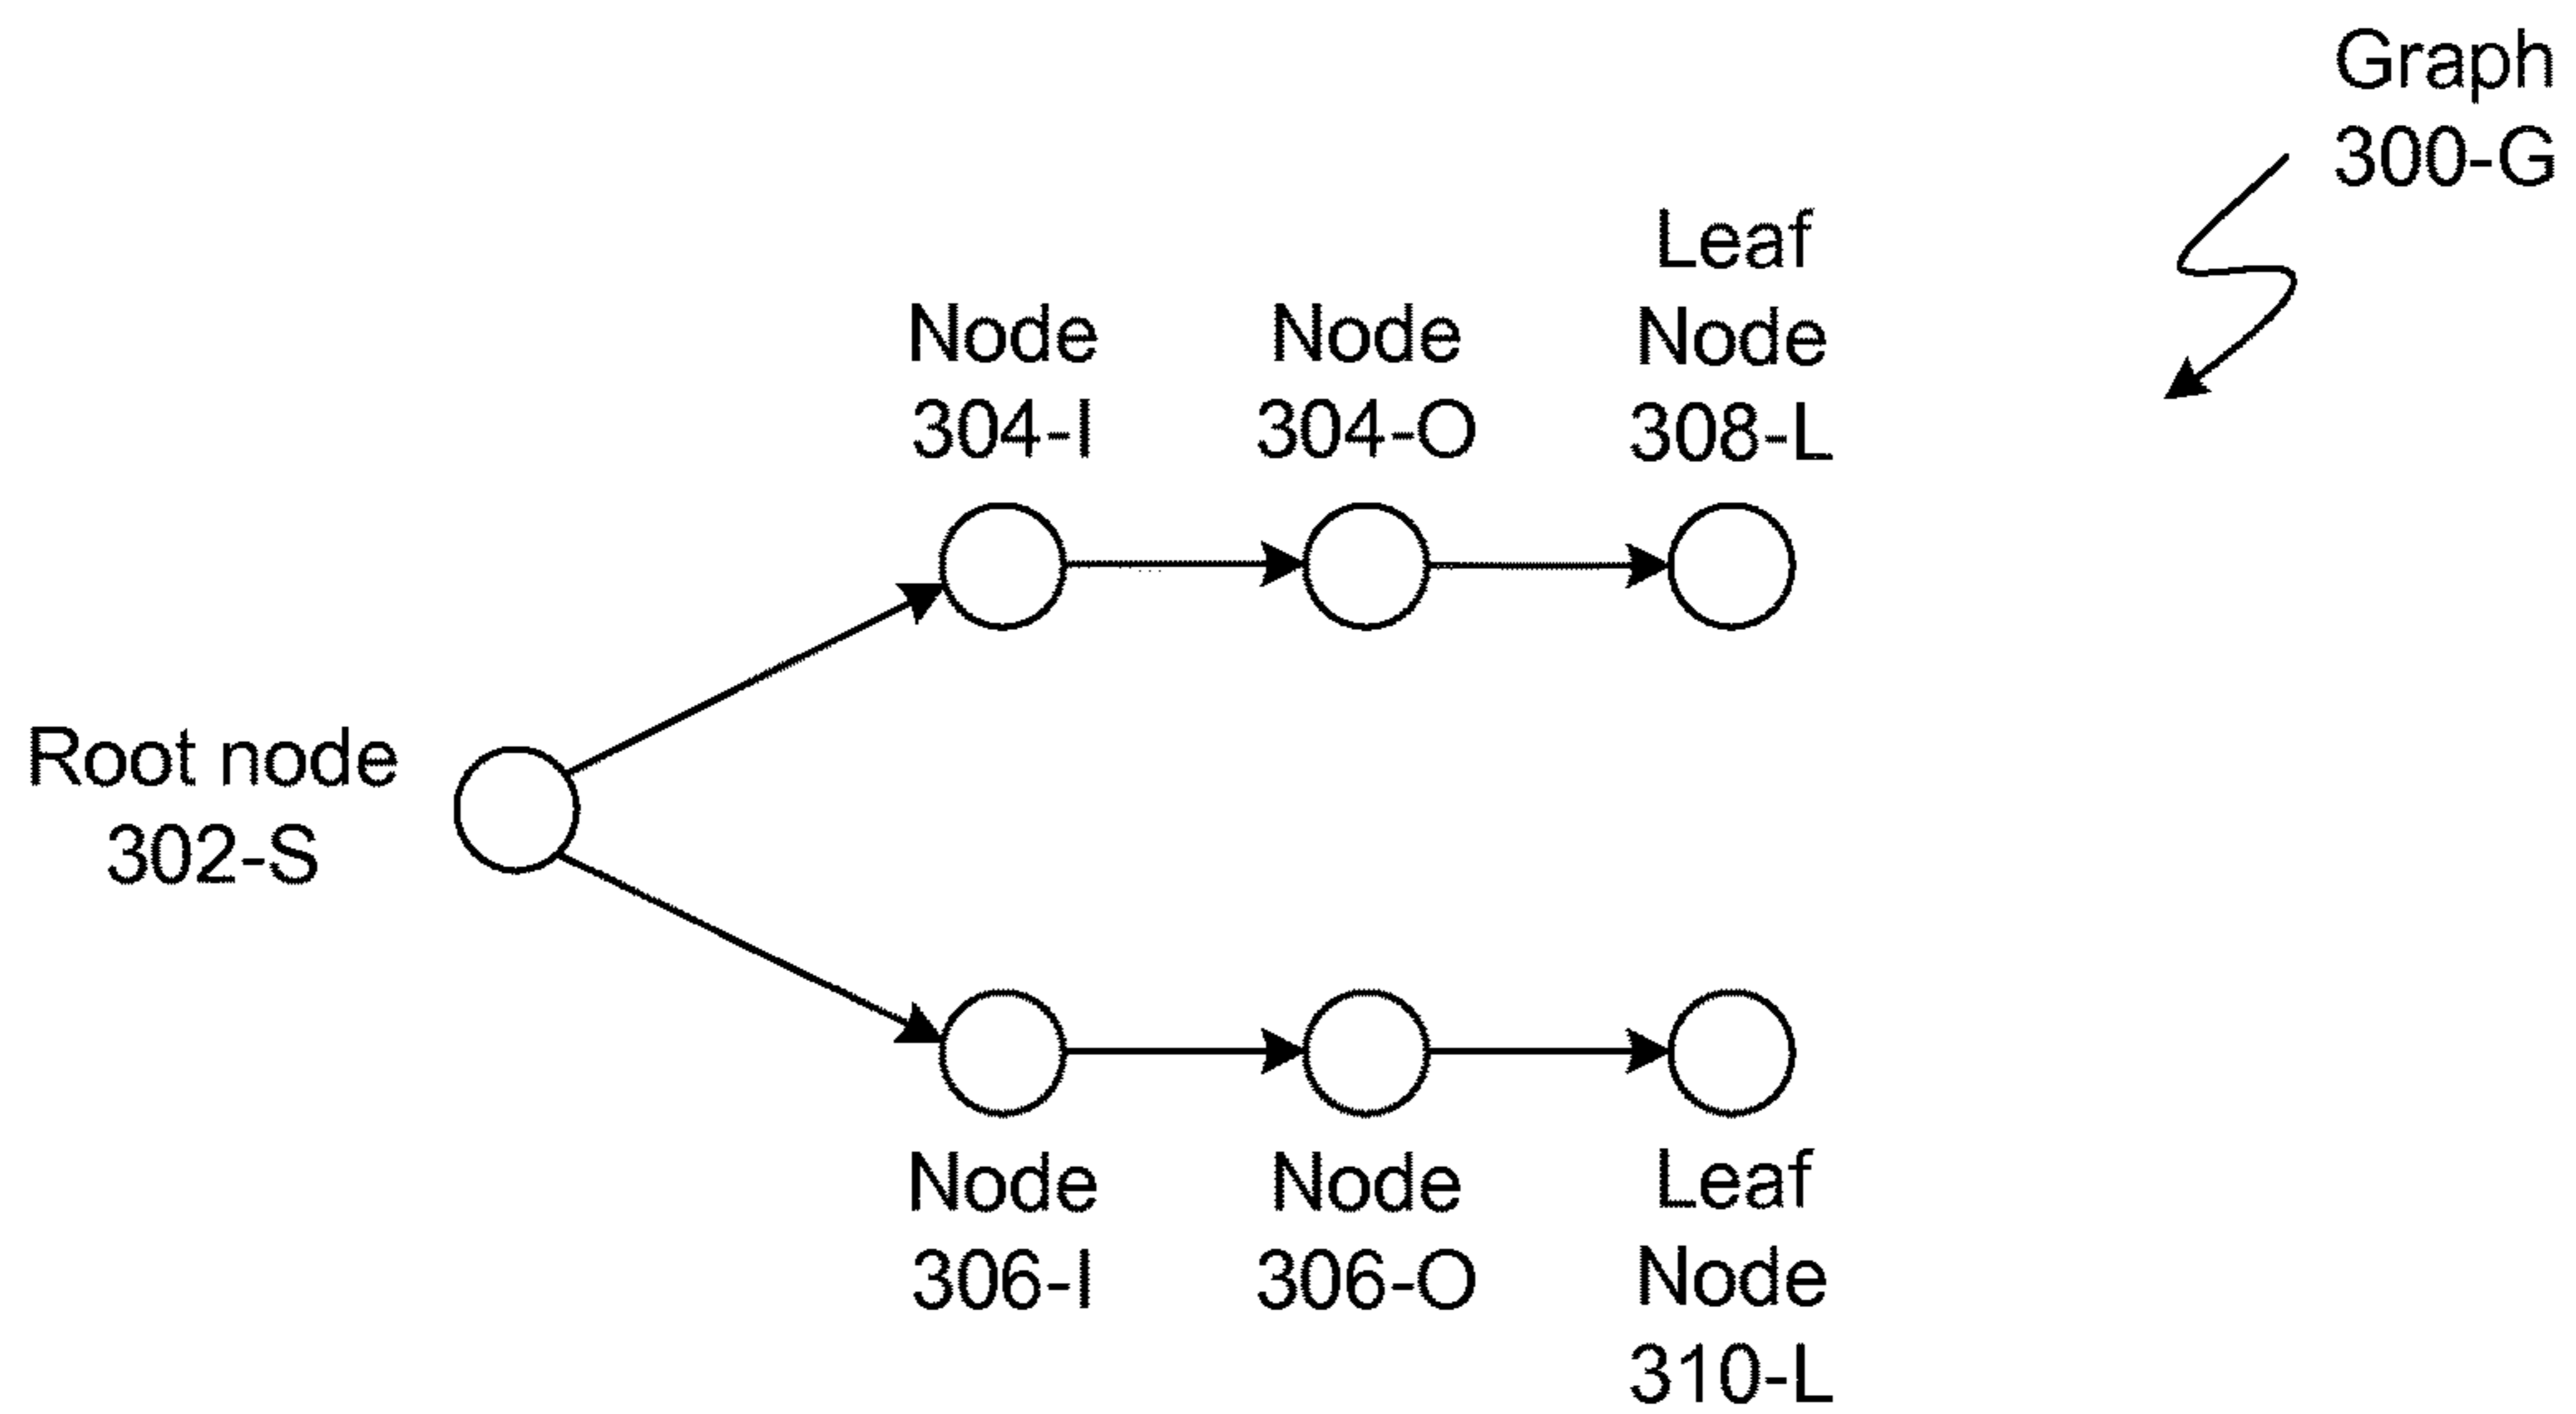 Graph
300-G
Node
304-I
Node
304-O
Leaf
Node
308-L
Root node
302-S
Node
306-I
Node
306-O
Leaf
Node
310-L